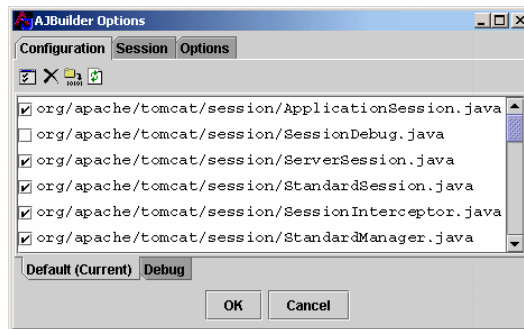 AJBuilder Options
Configuration Session Options
org/apache/tomcat/session/ApplicationSession.java
org/apache/tomcat/session/SessionDebug.java
org/apache/tomcat/session/ServerSession.java
org/apache/tomcat/session/StandardSession.java
org/apache/tomcat/session/SessionInterceptor.java
org/apache/tomcat/session/StandardManager.java
Default (Current) Debug
OK Cancel